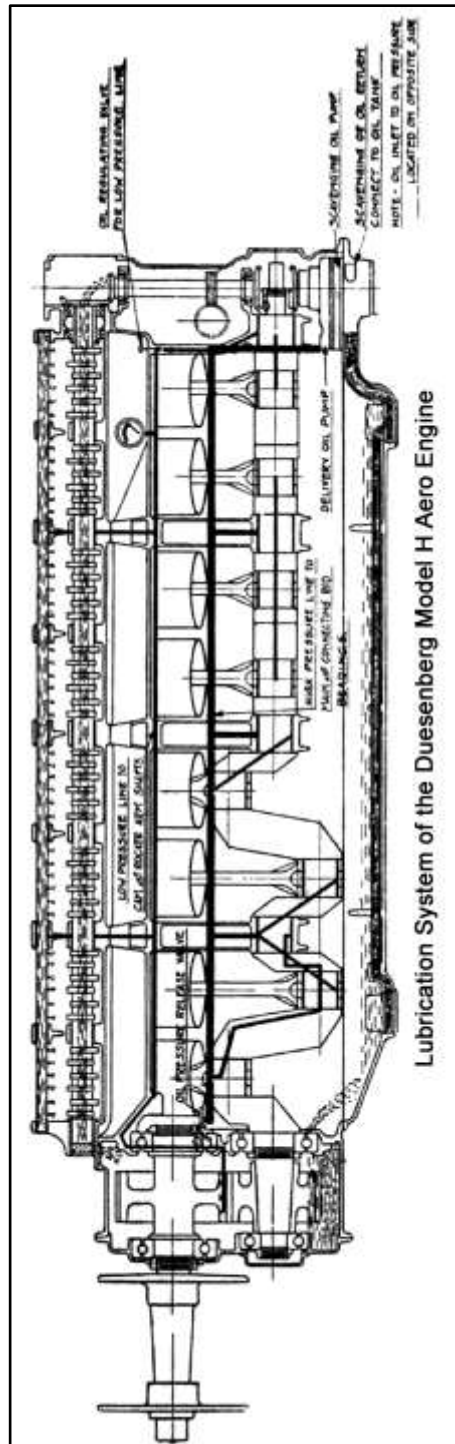 OIL REGULATING VALVE
FOR LOW PRESSURE LINE
SCAVENGING OIL PUMP
SCAVENGING OR OIL RETURN
CONNECT TO OIL TANK
NOTE - OIL INLET TO OIL PRESSURE
LOCATED ON OPPOSITE SIDE
DELIVERY OIL PUMP
HIGH PRESSURE LINE TO
MAIN & CONNECTING ROD
BEARINGS
LOW PRESSURE LINE TO
CAM & ROCKER ARM SHAFTS
OIL PRESSURE RELEASE VALVE
Lubrication System of the Duesenberg Model H Aero Engine